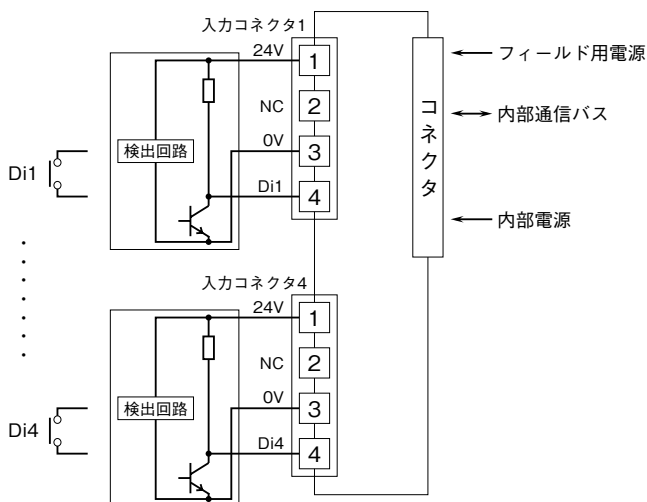 入力コネクタ1
24V
1
NC
2
0V
3
Di1
4
検出回路
Di1
コネクタ
フィールド用電源
内部通信バス
内部電源
入力コネクタ4
24V
1
NC
2
0V
3
Di4
4
検出回路
Di4